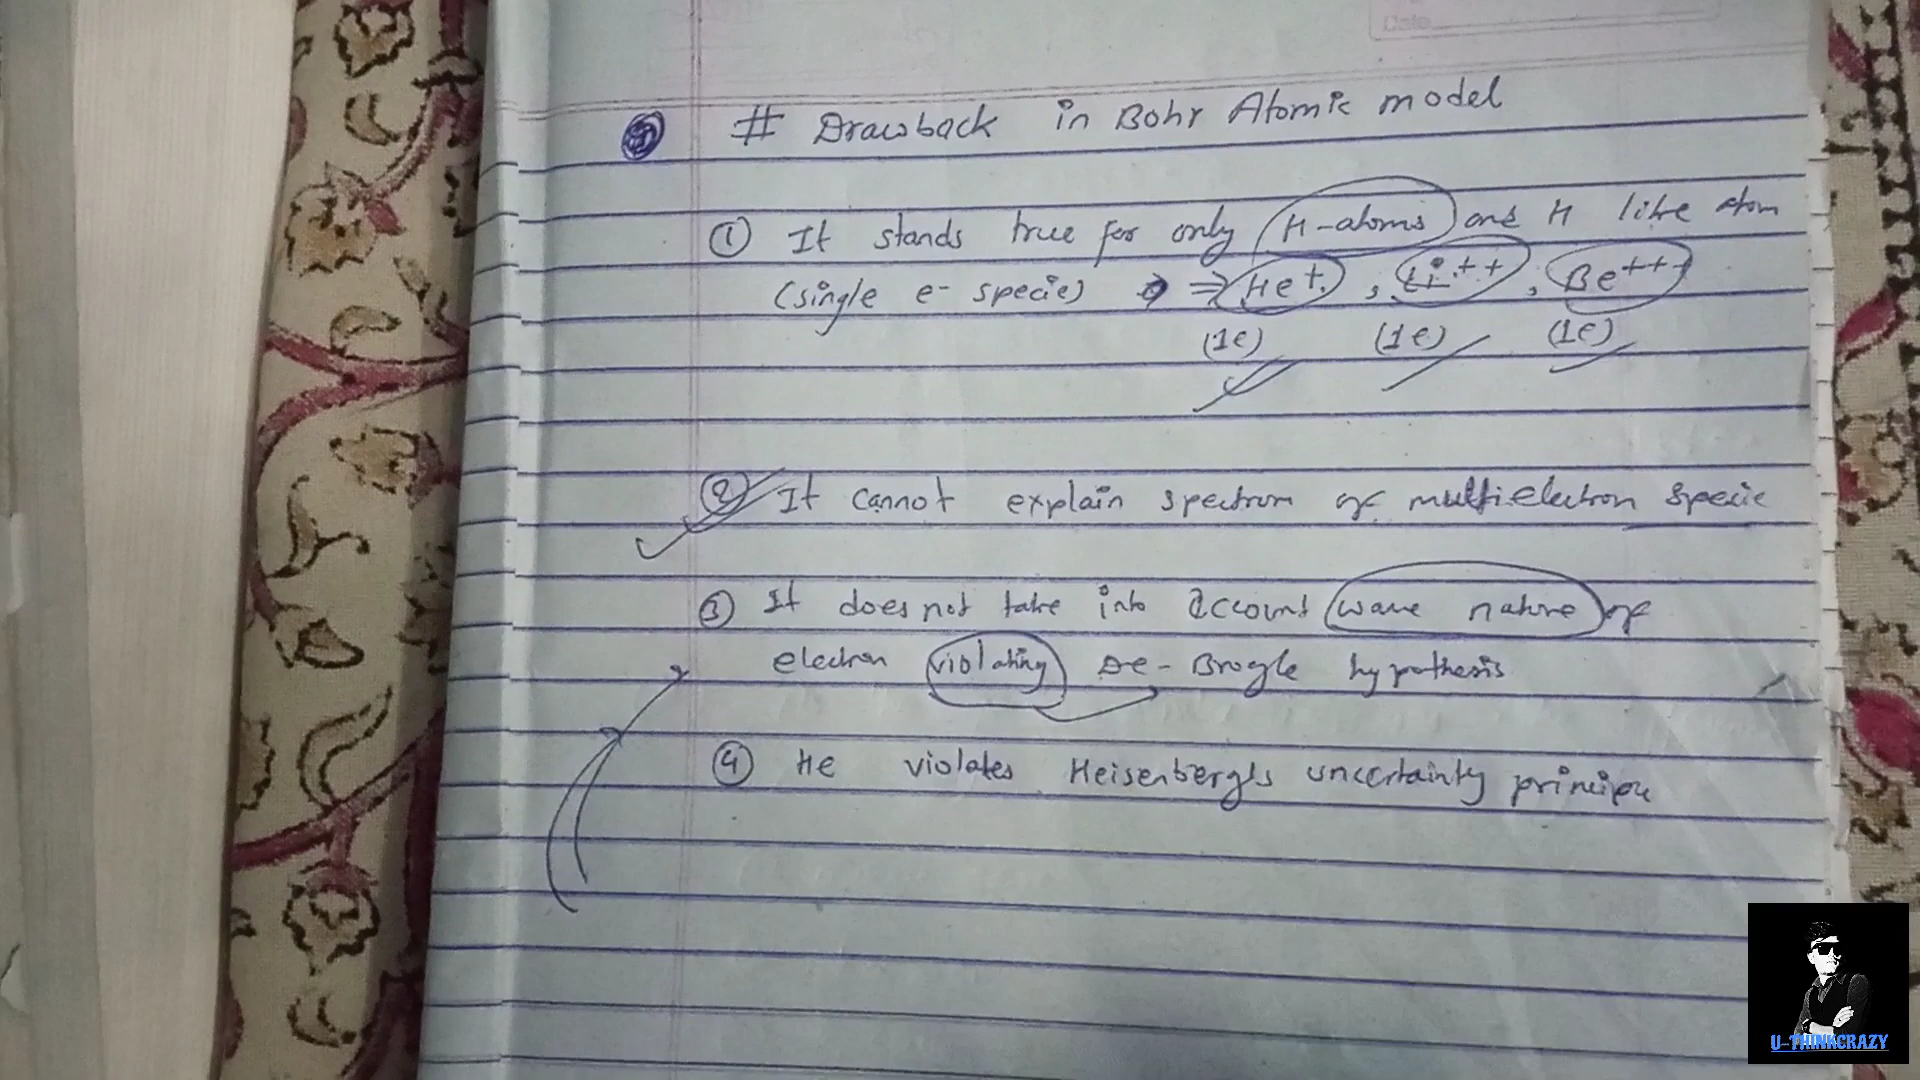 Date
# Drawback in Bohr Atomic model
① It stands true for only H-atoms and H like atom
(single e- specie) ⇒ He+, Li++, Be+++
(1e) (1e) (1e)
② It cannot explain spectrum of multielectron specie
③ It does not take into account wave nature of
electron violating De-Brogle hypothesis
④ He violates Heisenbergs uncertainty principle
U-THINKCRAZY